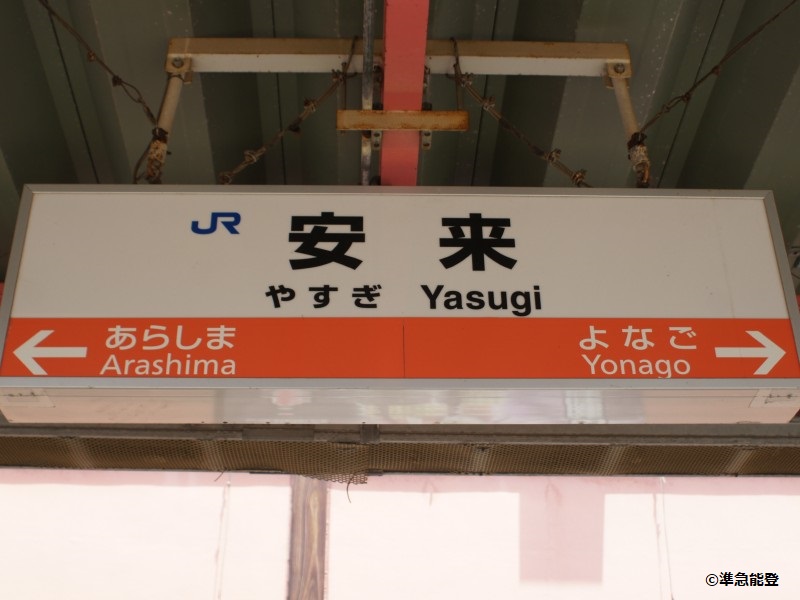 JR 安来
やすぎ Yasugi
あらしま よなご
Arashima Yonago
©準急能登